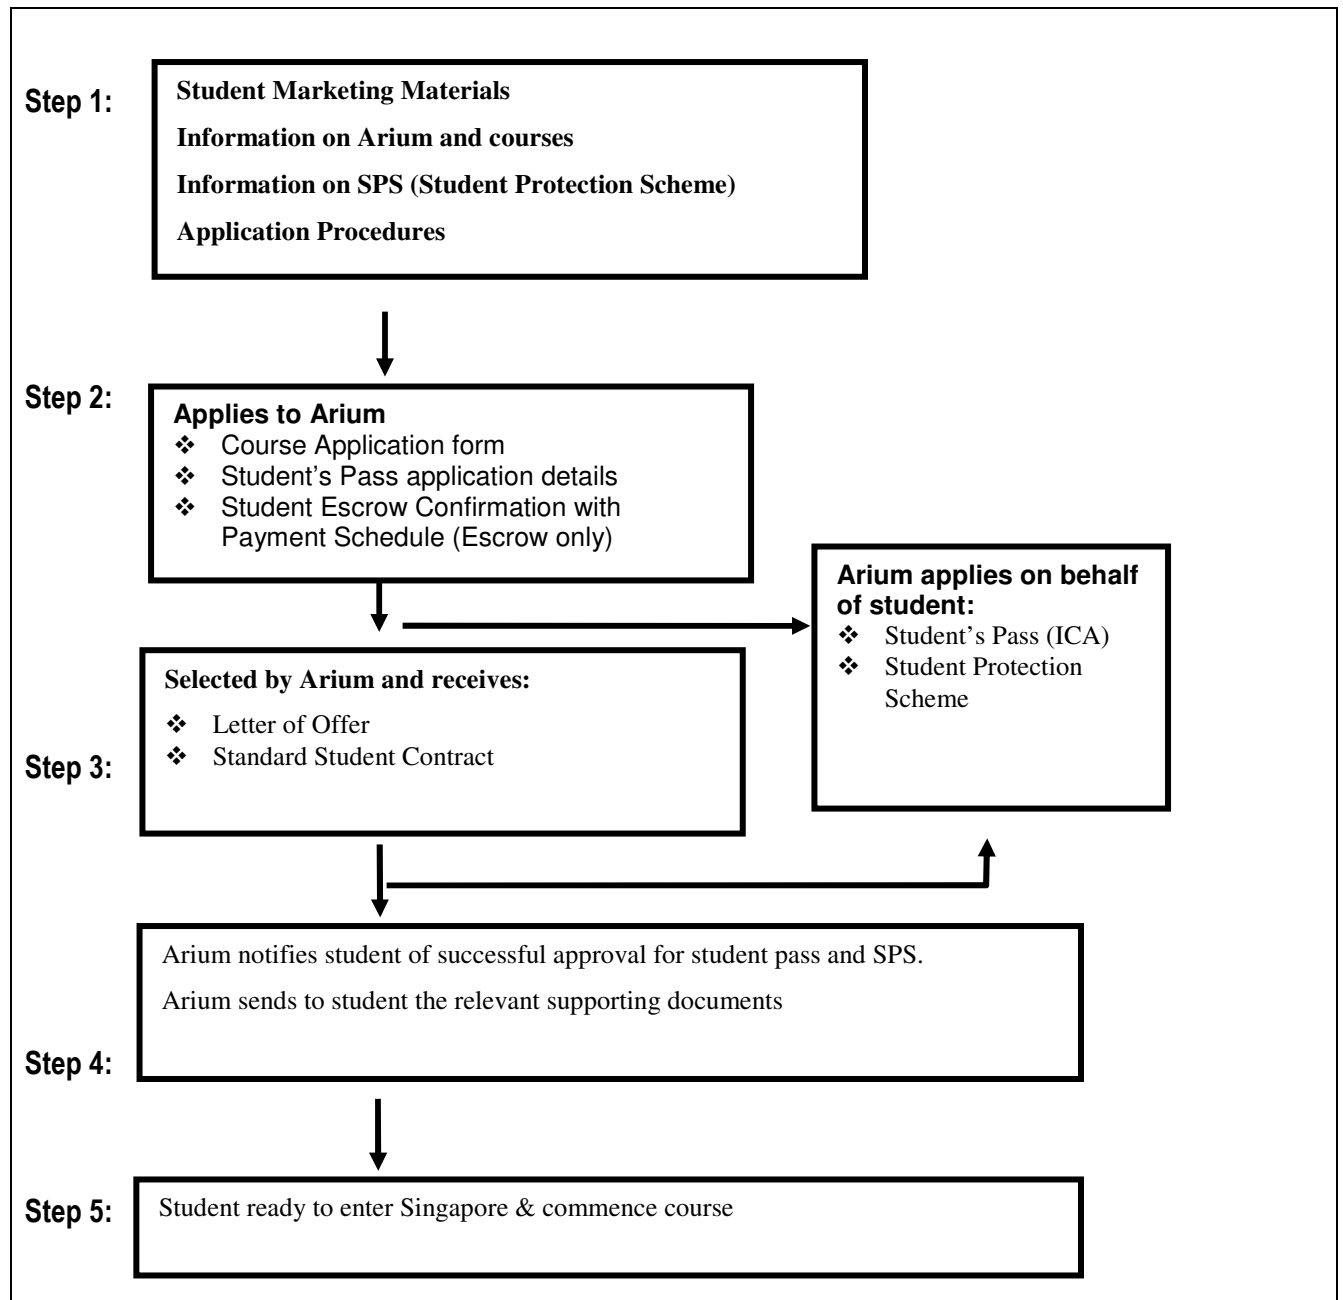 Step 1:
Student Marketing Materials
Information on Arium and courses
Information on SPS (Student Protection Scheme)
Application Procedures
Step 2:
Applies to Arium
❖ Course Application form
❖ Student’s Pass application details
❖ Student Escrow Confirmation with
Payment Schedule (Escrow only)
Arium applies on behalf
of student:
❖ Student’s Pass (ICA)
❖ Student Protection
Scheme
Step 3:
Selected by Arium and receives:
❖ Letter of Offer
❖ Standard Student Contract
Step 4:
Arium notifies student of successful approval for student pass and SPS.
Arium sends to student the relevant supporting documents
Step 5:
Student ready to enter Singapore & commence course